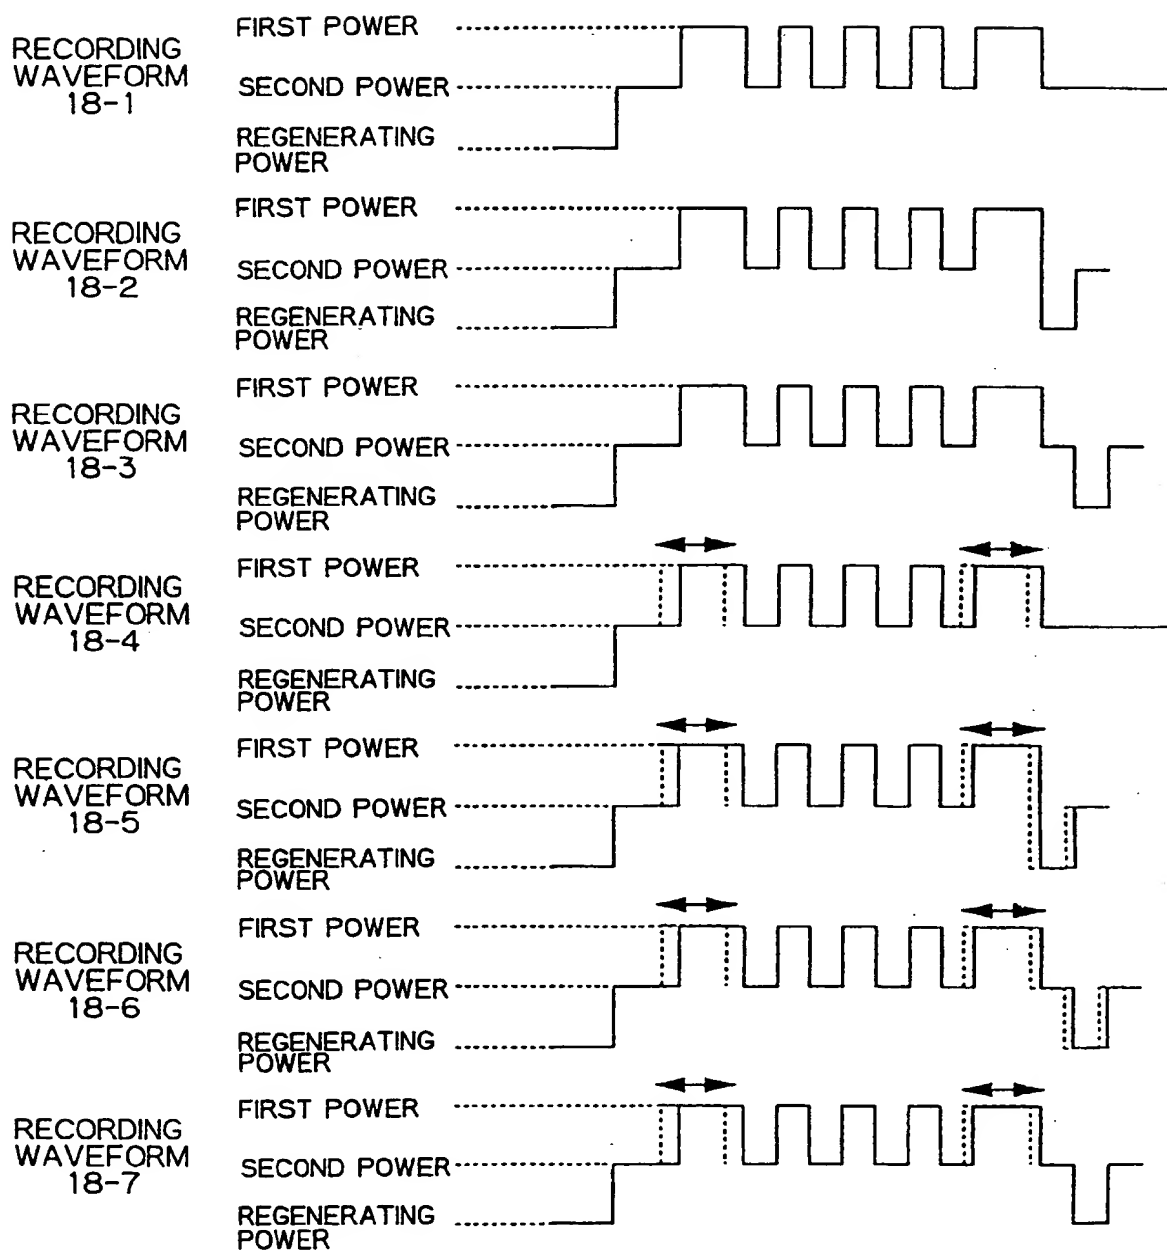 RECORDING
WAVEFORM
18-1
FIRST POWER
SECOND POWER
REGENERATING
POWER
RECORDING
WAVEFORM
18-2
FIRST POWER
SECOND POWER
REGENERATING
POWER
RECORDING
WAVEFORM
18-3
FIRST POWER
SECOND POWER
REGENERATING
POWER
RECORDING
WAVEFORM
18-4
FIRST POWER
SECOND POWER
REGENERATING
POWER
RECORDING
WAVEFORM
18-5
FIRST POWER
SECOND POWER
REGENERATING
POWER
RECORDING
WAVEFORM
18-6
FIRST POWER
SECOND POWER
REGENERATING
POWER
RECORDING
WAVEFORM
18-7
FIRST POWER
SECOND POWER
REGENERATING
POWER